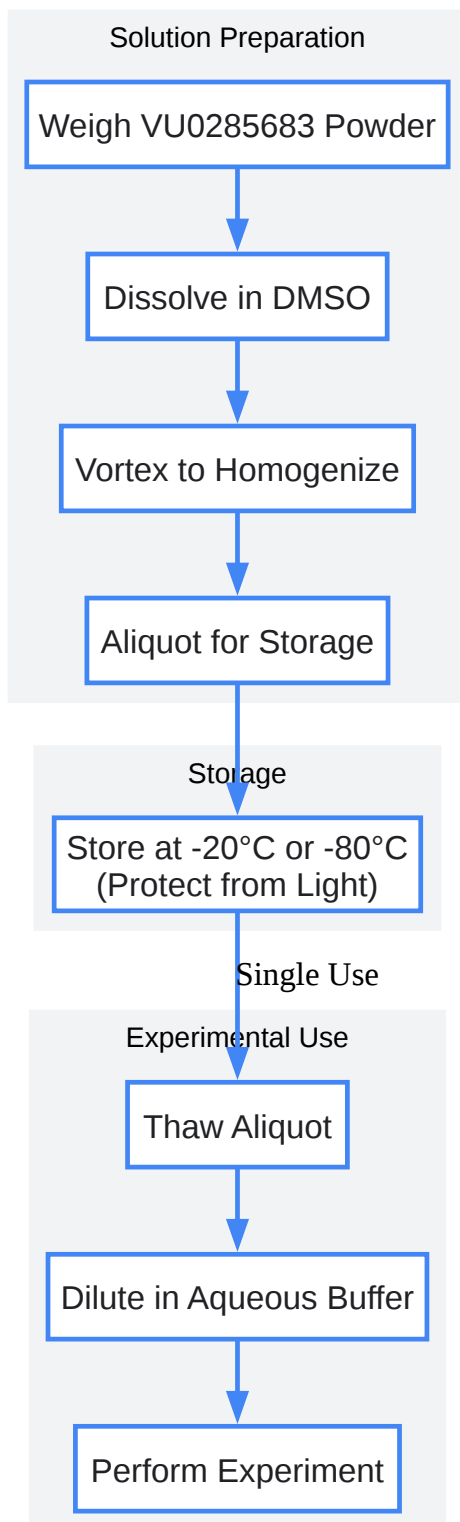 Solution Preparation
Weigh VU0285683 Powder
Dissolve in DMSO
Vortex to Homogenize
Aliquot for Storage
Storage
Store at -20°C or -80°C
(Protect from Light)
Single Use
Experimental Use
Thaw Aliquot
Dilute in Aqueous Buffer
Perform Experiment